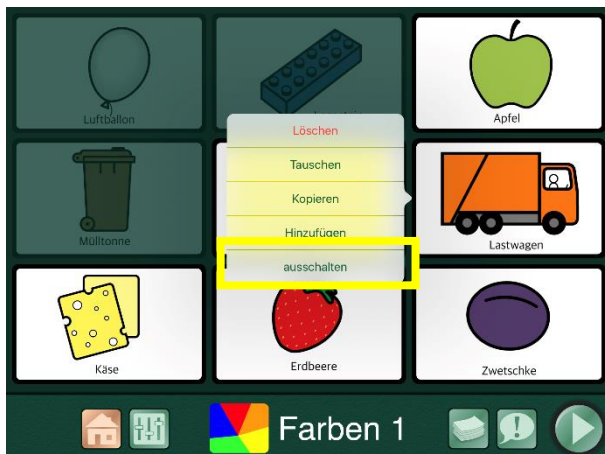 Luftballon
Apfel
Löschen
Tauschen
Kopieren
Hinzufügen
ausschalten
Mülltonne
Lastwagen
Käse
Erdbeere
Zwetschke
Farben 1